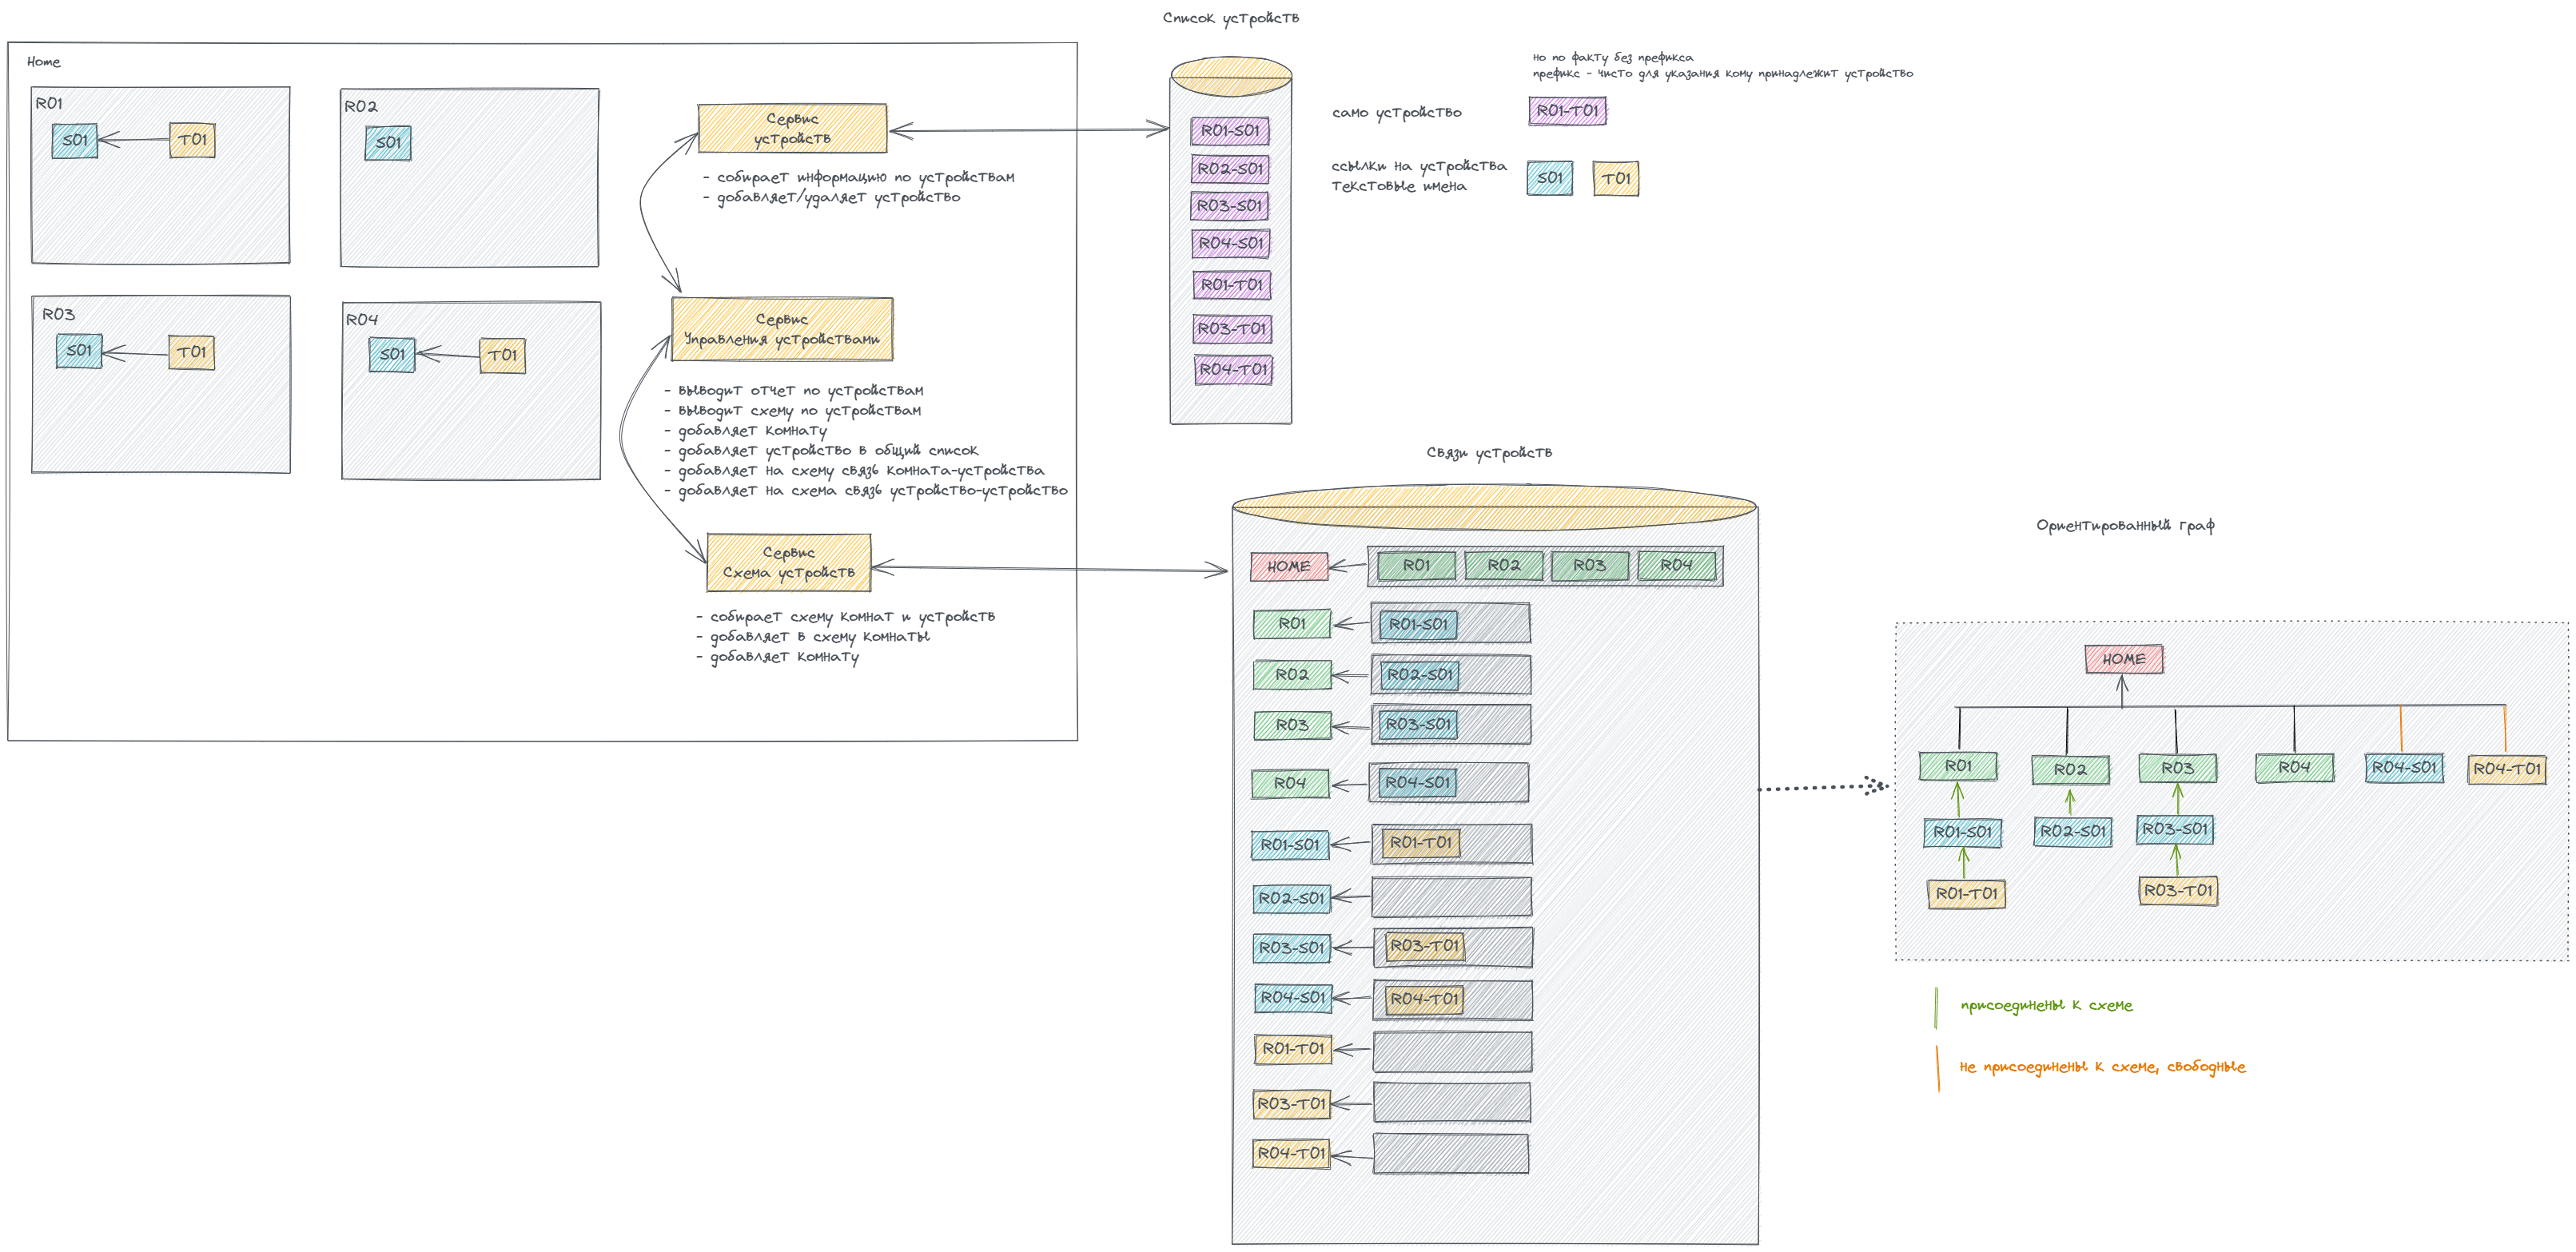 Список устройств
Home
R01
S01
T01
R02
S01
R03
S01
T01
R04
S01
T01
Сервис
устройств
- собирает информацию по устройствам
- добавляет/удаляет устройство
Сервис
Управления устройствами
- выводит отчет по устройствам
- выводит схему по устройствам
- добавляет комнату
- добавляет устройство в общий список
- добавляет на схему связь комната-устройства
- добавляет на схема связь устройство-устройство
Сервис
Схема устройств
- собирает схему комнат и устройств
- добавляет в схему комнаты
- добавляет комнату
R01-S01
R02-S01
R03-S01
R04-S01
R01-T01
R03-T01
R04-T01
но по факту без префикса
префикс - чисто для указания кому принадлежит устройство
само устройство
R01-T01
ссылки на устройства
текстовые имена
S01
T01
Связи устройств
HOME
R01
R02
R03
R04
R01
R01-S01
R02
R02-S01
R03
R03-S01
R04
R04-S01
R01-S01
R01-T01
R02-S01
R03-S01
R03-T01
R04-S01
R04-T01
R01-T01
R03-T01
R04-T01
Ориентированный граф
HOME
R01
R02
R03
R04
R04-S01
R04-T01
R01-S01
R02-S01
R03-S01
R01-T01
R03-T01
присоединены к схеме
не присоединены к схеме, свободные